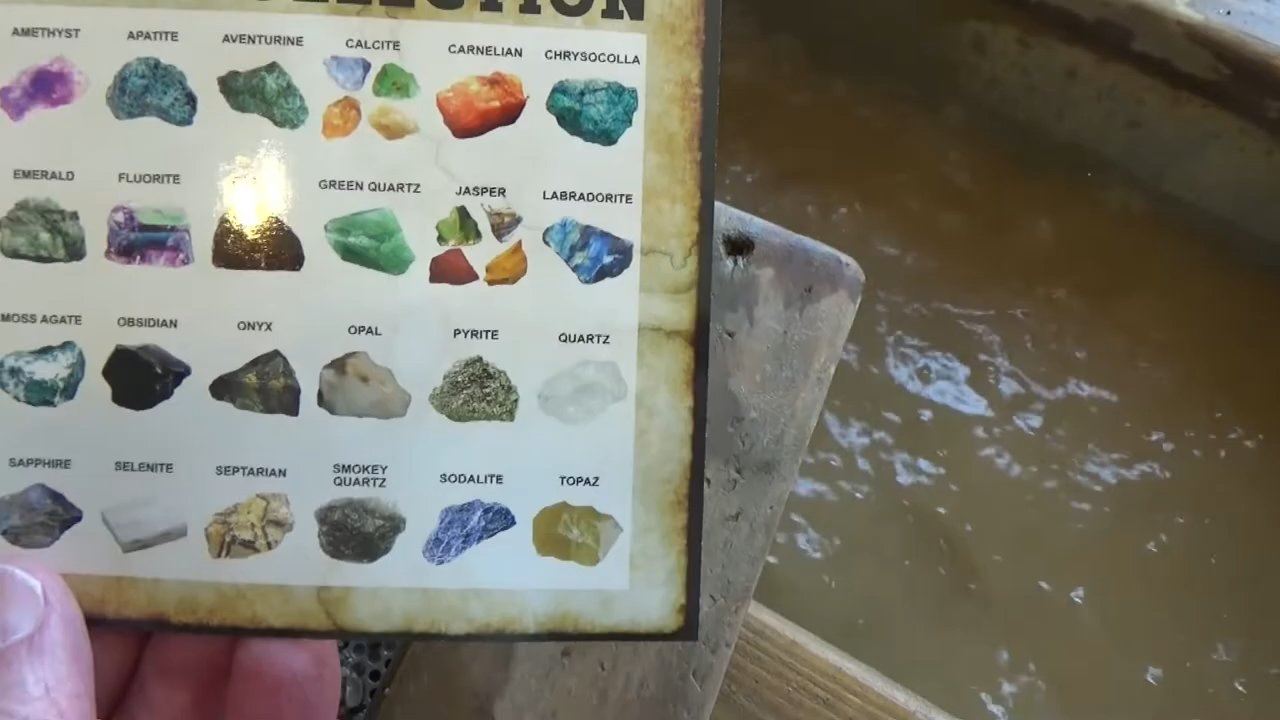 COLLECTION
AMETHYST APATITE AVENTURINE CALCITE CARNELIAN CHRYSOCOLLA
EMERALD FLUORITE GREEN QUARTZ JASPER LABRADORITE
MOSS AGATE OBSIDIAN ONYX OPAL PYRITE QUARTZ
SAPPHIRE SELENITE SEPTARIAN SMOKEY
QUARTZ SODALITE TOPAZ